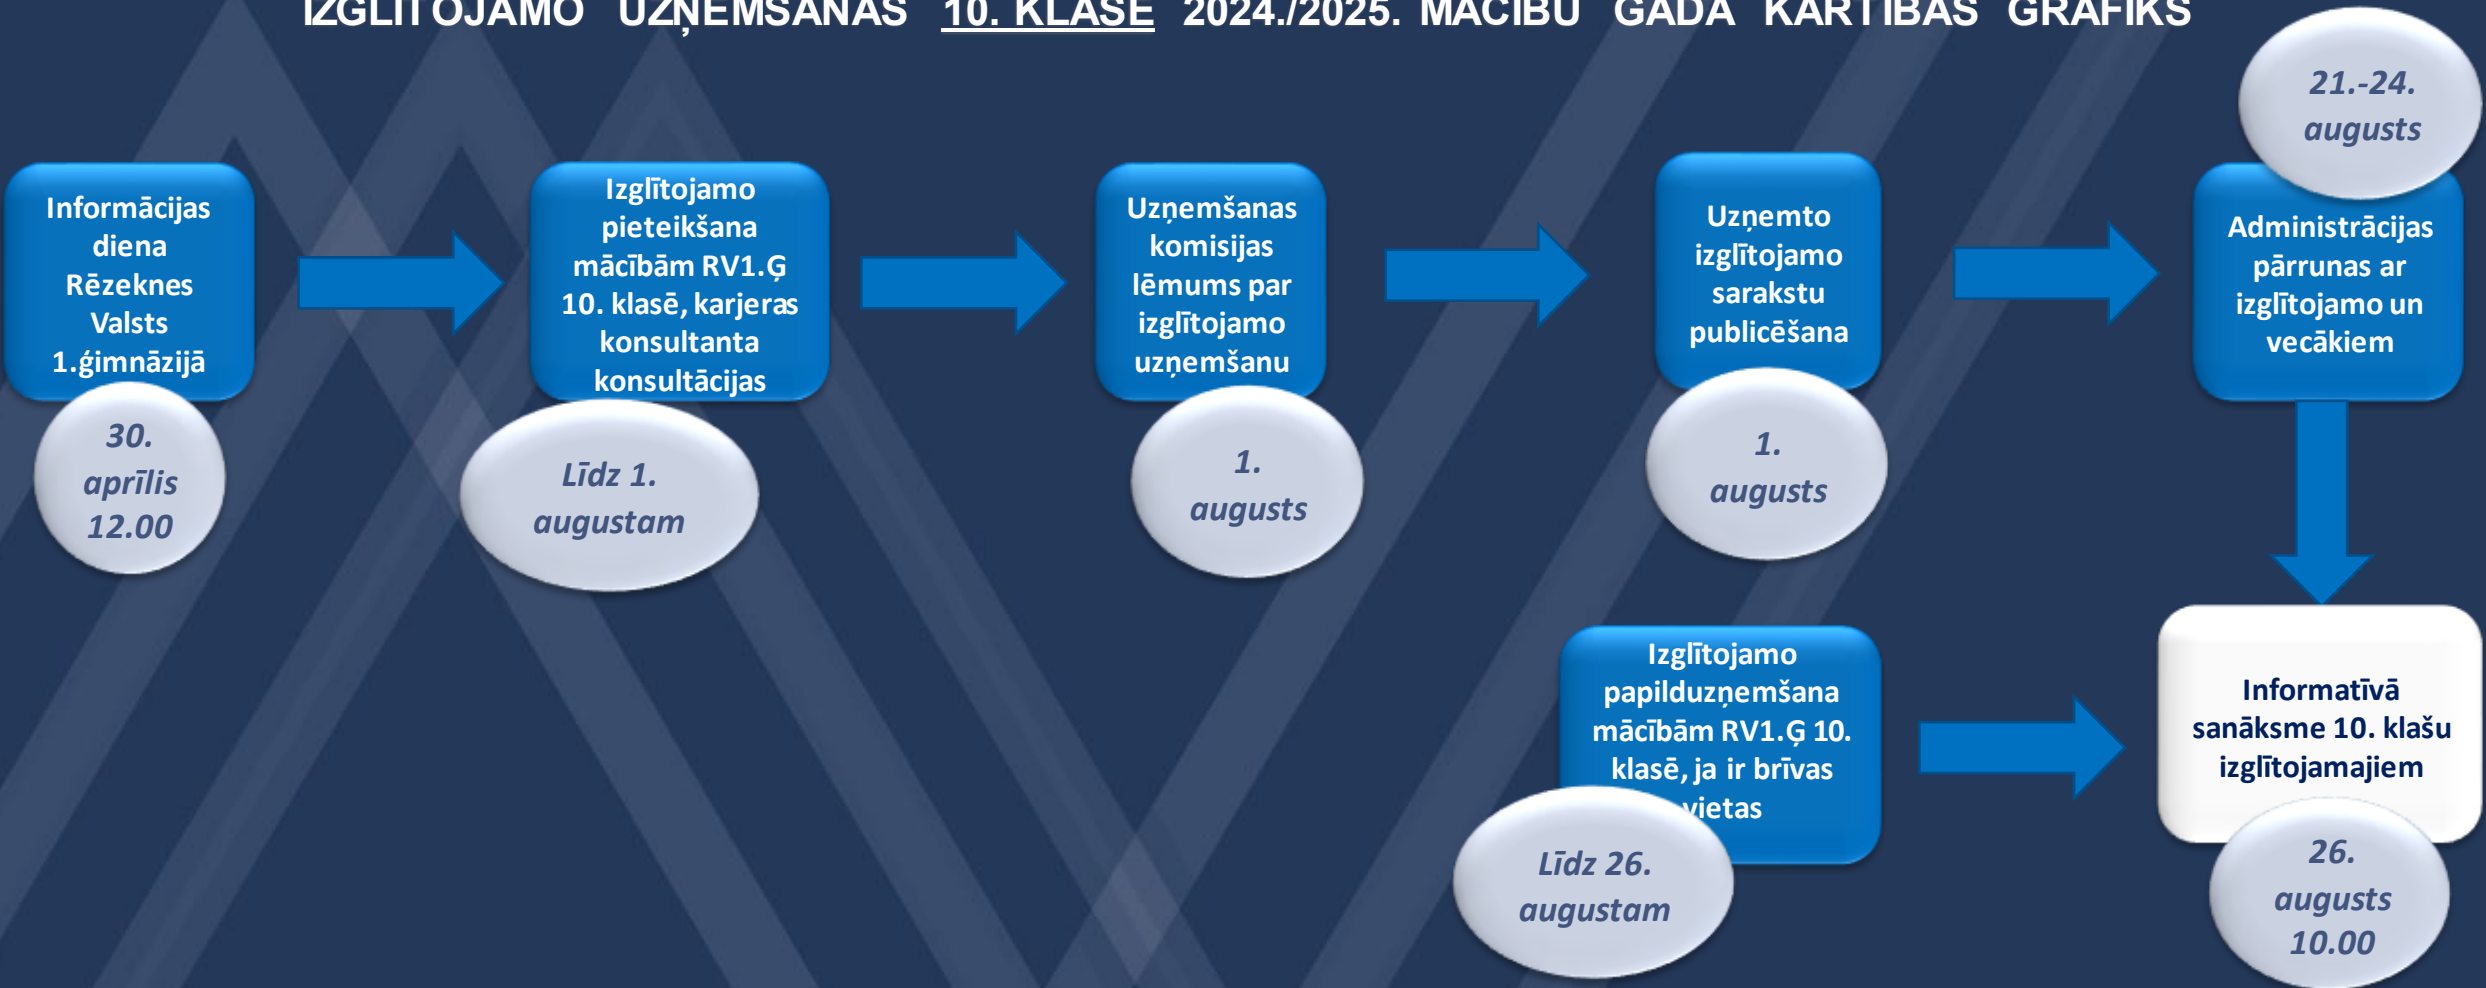 IZGLĪTOJAMO UZŅEMŠANAS 10. KLASĒ 2024./2025. MĀCĪBU GADA KĀRTĪBAS GRAFIKS
21.-24.
augusts
Informācijas
diena
Rēzeknes
Valsts
1.ģimnāzijā
30.
aprīlis
12.00
Izglītojamo
pieteikšana
mācībām RV1.Ģ
10. klasē, karjeras
konsultanta
konsultācijas
Līdz 1.
augustam
Uzņemšanas
komisijas
lēmums par
izglītojamo
uzņemšanu
1.
augusts
Uzņemto
izglītojamo
sarakstu
publicēšana
1.
augusts
Administrācijas
pārrunas ar
izglītojamo un
vecākiem
Izglītojamo
papilduzņemšana
mācībām RV1.Ģ 10.
klasē, ja ir brīvas
vietas
Līdz 26.
augustam
Informatīvā
sanāksme 10. klašu
izglītojamajiem
26.
augusts
10.00